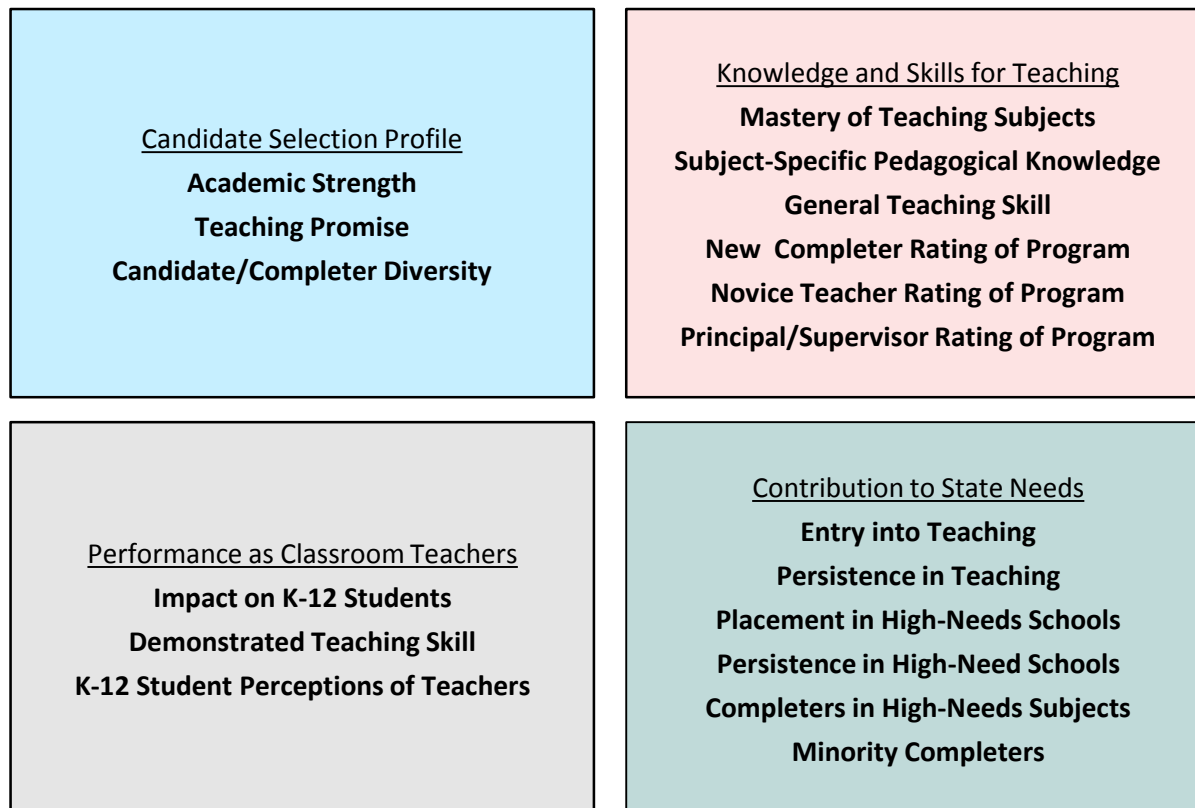 Candidate Selection Profile
Academic Strength
Teaching Promise
Candidate/Completer Diversity
Knowledge and Skills for Teaching
Mastery of Teaching Subjects
Subject-Specific Pedagogical Knowledge
General Teaching Skill
New  Completer Rating of Program
Novice Teacher Rating of Program
Principal/Supervisor Rating of Program
Performance as Classroom Teachers
Impact on K-12 Students
Demonstrated Teaching Skill
K-12 Student Perceptions of Teachers
Contribution to State Needs
Entry into Teaching
Persistence in Teaching
Placement in High-Needs Schools
Persistence in High-Need Schools
Completers in High-Needs Subjects
Minority Completers